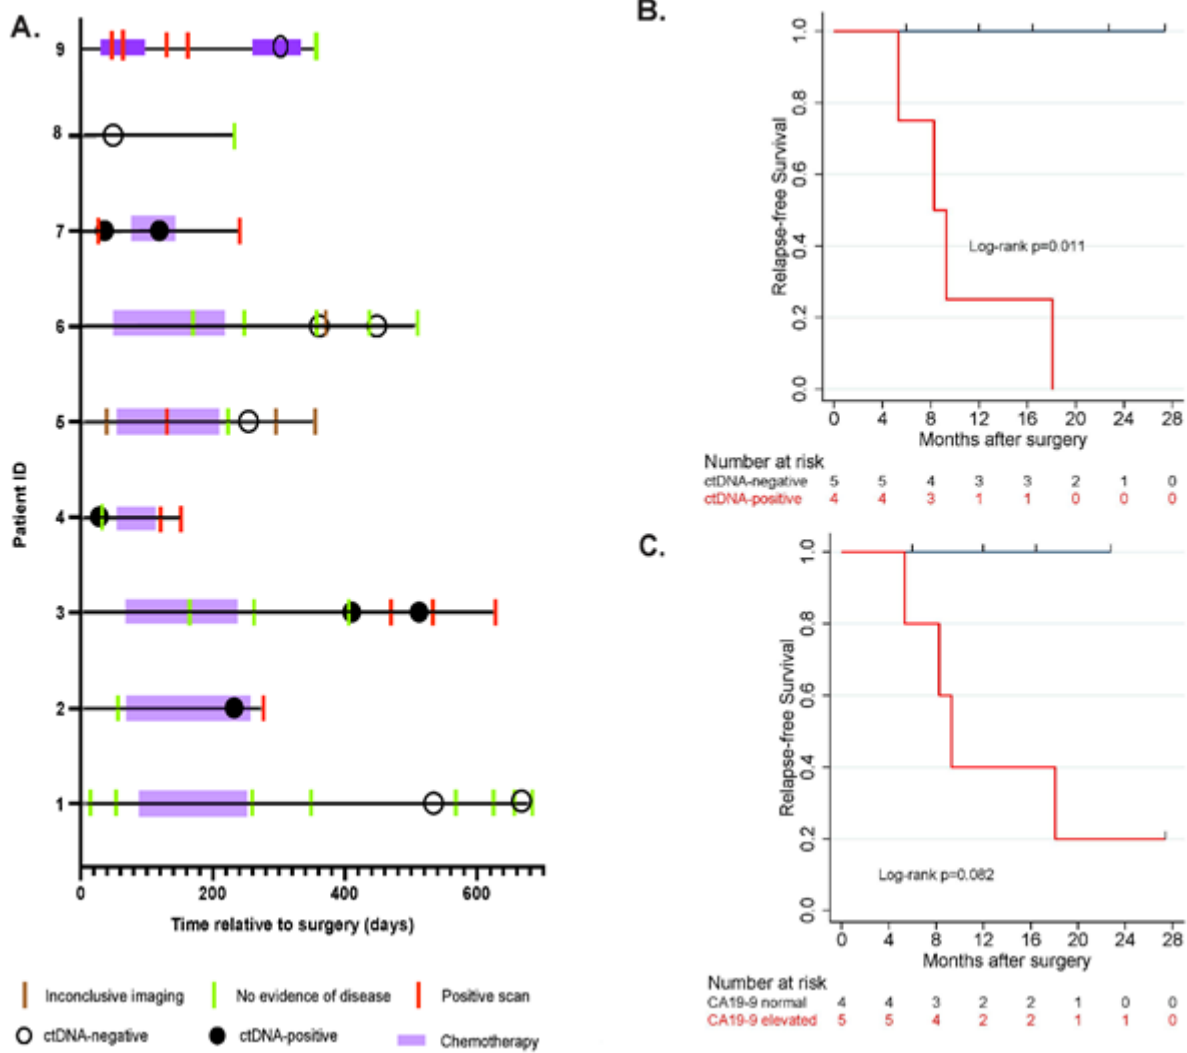 A.
9
8
7
6
5
4
3
2
1
Patient ID
0 200 400 600
Time relative to surgery (days)
Inconclusive imaging No evidence of disease Positive scan
ctDNA-negative ctDNA-positive Chemotherapy
B.
1.0
0.8
0.6
0.4
0.2
0.0
Relapse-free Survival
Log-rank p=0.011
0 4 8 12 16 20 24 28
Months after surgery
Number at risk
ctDNA-negative 5 5 4 3 3 2 1 0
ctDNA-positive 4 4 3 1 1 0 0 0
C.
1.0
0.8
0.6
0.4
0.2
0.0
Relapse-free Survival
Log-rank p=0.082
0 4 8 12 16 20 24 28
Months after surgery
Number at risk
CA19-9 normal 4 4 3 2 2 1 0 0
CA19-9 elevated 5 5 4 2 2 1 1 0